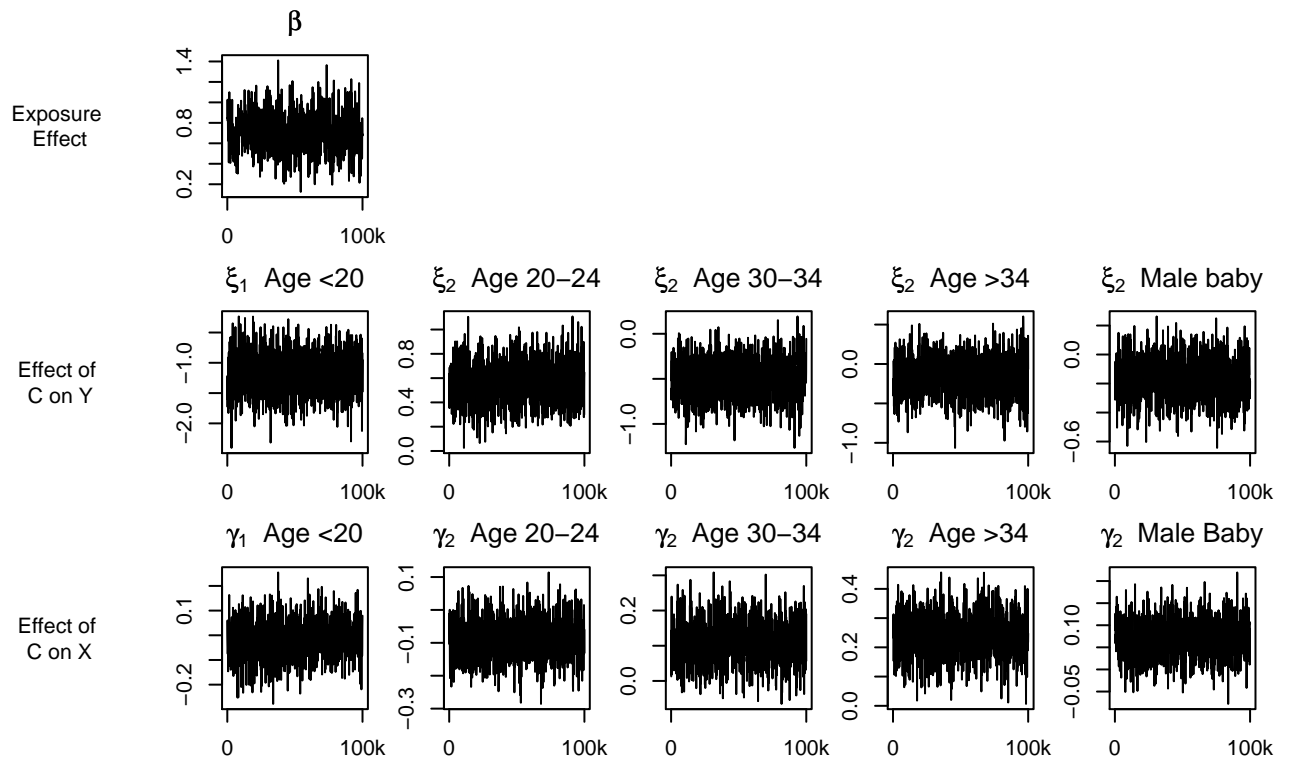 β
1.4
0.8
0.2
Exposure
Effect
0
100k
ξ1 Age <20
ξ2 Age 20−24
ξ2 Age 30−34
ξ2 Age >34
ξ2 Male baby
Effect of
C on Y
−1.0
−2.0
0.8
0.4
0.0
0.0
−1.0
0.0
−1.0
0.0
−0.6
0
100k
0
100k
0
100k
0
100k
0
100k
γ1 Age <20
γ2 Age 20−24
γ2 Age 30−34
γ2 Age >34
γ2 Male Baby
Effect of
C on X
0.1
−0.2
0.1
−0.1
−0.3
0.2
0.0
0.4
0.2
0.0
0.10
−0.05
0
100k
0
100k
0
100k
0
100k
0
100k